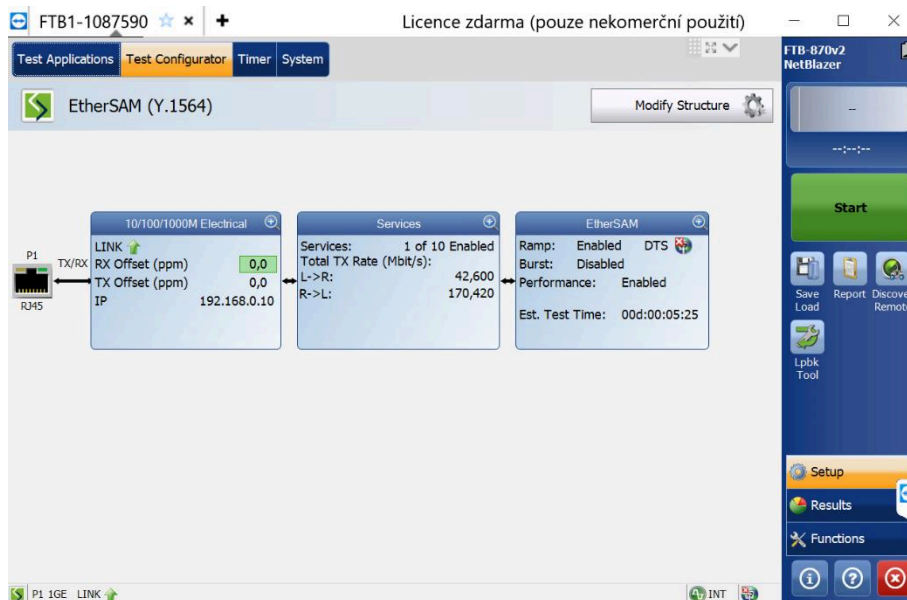 FTB1-1087590 Licence zdarma (pouze nekomerční použití)
Test Applications Test Configurator Timer System
FTB-870v2
NetBlazer
EtherSAM (Y.1564) Modify Structure
--
--:--:--
Start
10/100/1000M Electrical
P1
TX/RX
RJ45
LINK
RX Offset (ppm) 0,0
TX Offset (ppm) 0,0
IP 192.168.0.10
Services
Services: 1 of 10 Enabled
Total TX Rate (Mbit/s):
L->R: 42,600
R->L: 170,420
EtherSAM
Ramp: Enabled DTS
Burst: Disabled
Performance: Enabled
Est. Test Time: 00d:00:05:25
Save
Load
Report
Discove
Remot
Lpbk
Tool
Setup
Results
Functions
P1 1GE LINK INT